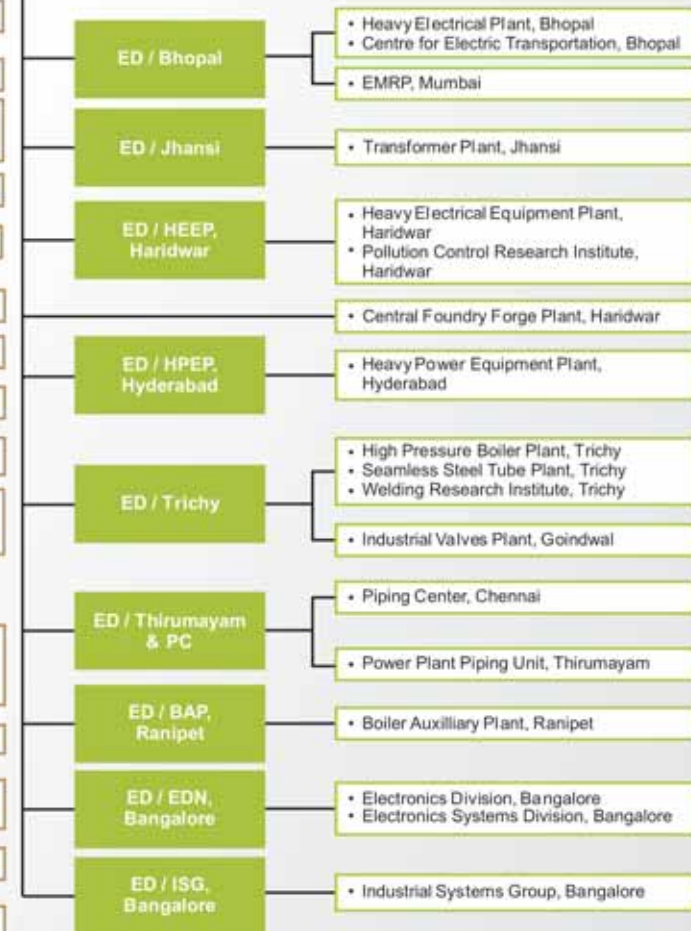 ED / Bhopal
• Heavy Electrical Plant, Bhopal
• Centre for Electric Transportation, Bhopal
• EMRP, Mumbai
ED / Jhansi
• Transformer Plant, Jhansi
ED / HEEP,
Haridwar
• Heavy Electrical Equipment Plant,
Haridwar
• Pollution Control Research Institute,
Haridwar
• Central Foundry Forge Plant, Haridwar
ED / HPEP,
Hyderabad
• Heavy Power Equipment Plant,
Hyderabad
ED / Trichy
• High Pressure Boiler Plant, Trichy
• Seamless Steel Tube Plant, Trichy
• Welding Research Institute, Trichy
• Industrial Valves Plant, Goindwal
ED / Thirumayam
& PC
• Piping Center, Chennai
• Power Plant Piping Unit, Thirumayam
ED / BAP,
Ranipet
• Boiler Auxilliary Plant, Ranipet
ED / EDN,
Bangalore
• Electronics Division, Bangalore
• Electronics Systems Division, Bangalore
ED / ISG,
Bangalore
• Industrial Systems Group, Bangalore